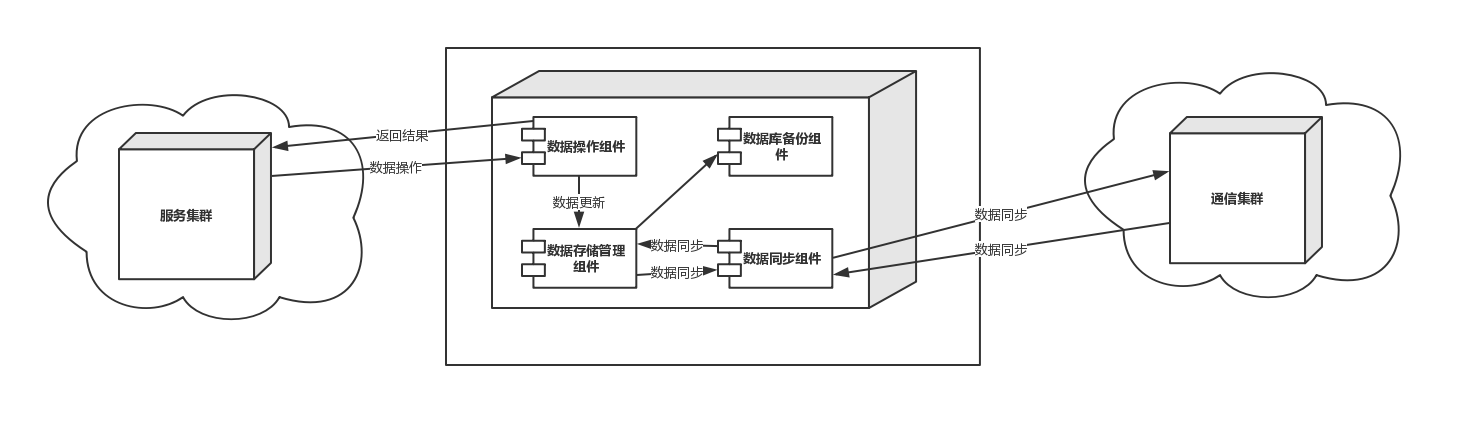 返回结果
数据操作
服务集群
数据操作组件
数据库备份组
件
数据更新
数据存储管理
组件
数据同步
数据同步
数据同步组件
数据同步
数据同步
通信集群